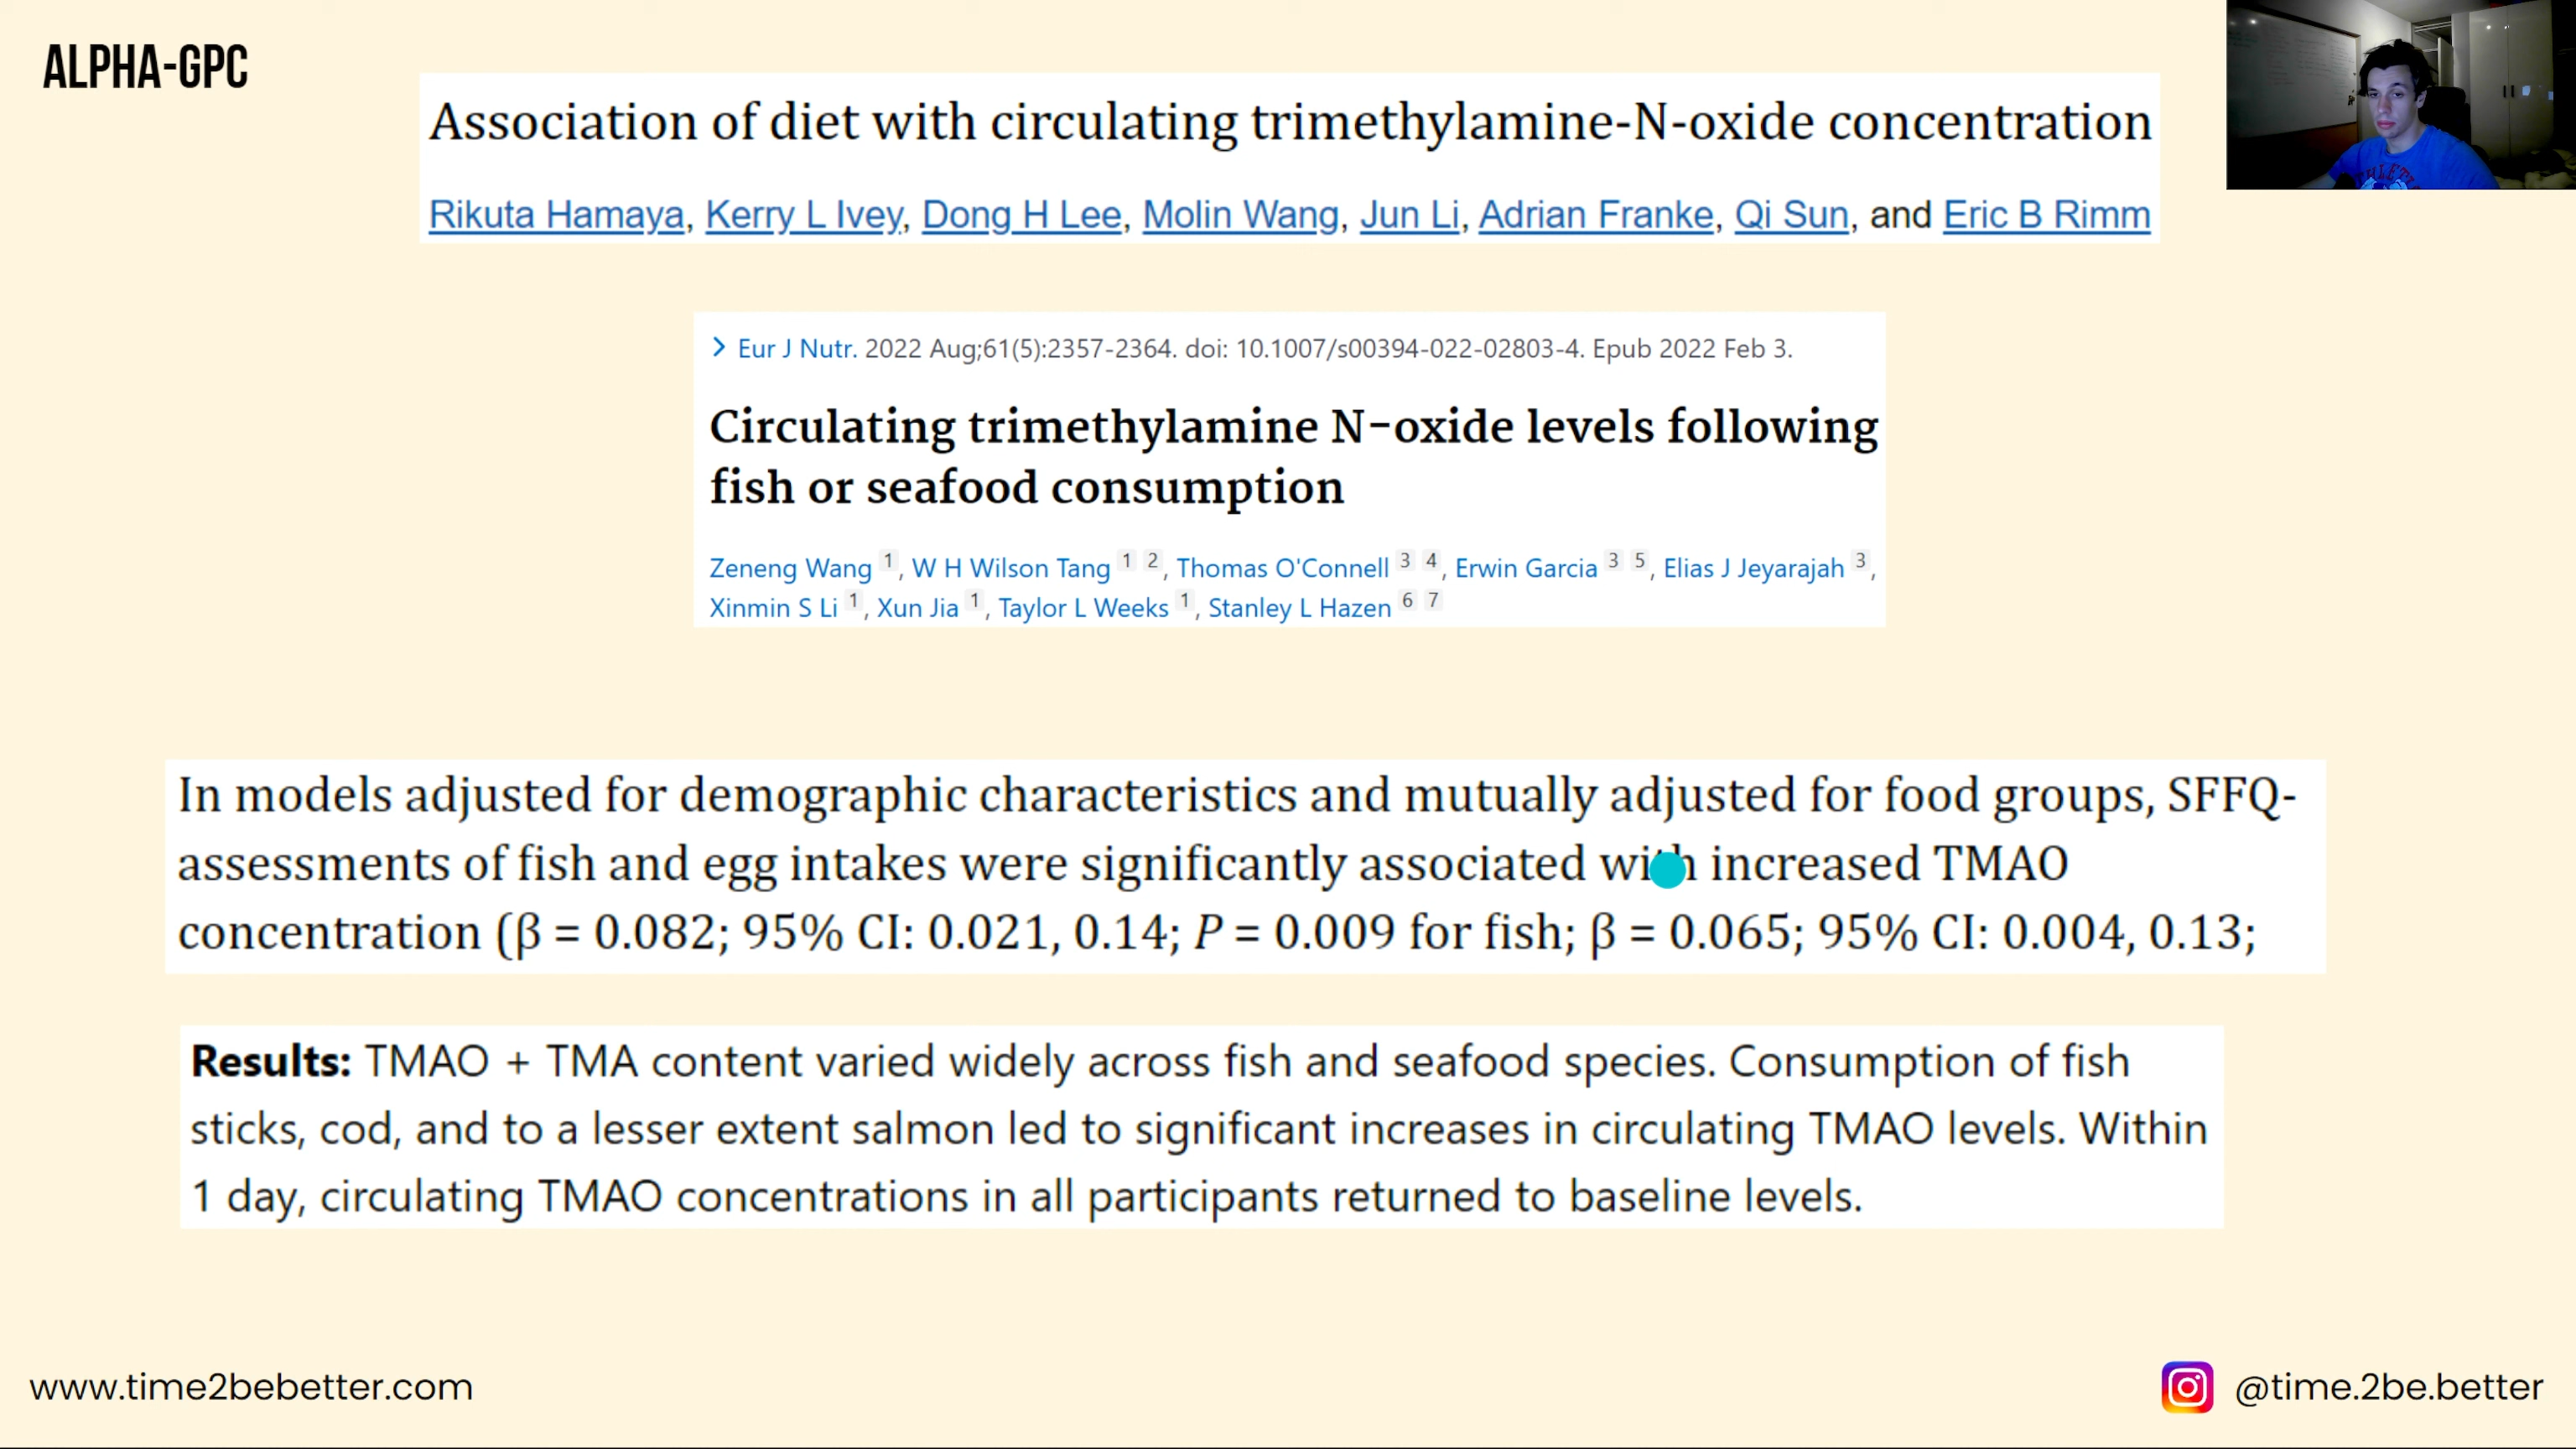 ALPHA-GPC
Association of diet with circulating trimethylamine-N-oxide concentration
Rikuta Hamaya, Kerry L Ivey, Dong H Lee, Molin Wang, Jun Li, Adrian Franke, Qi Sun, and Eric B Rimm
> Eur J Nutr. 2022 Aug;61(5):2357-2364. doi: 10.1007/s00394-022-02803-4. Epub 2022 Feb 3.
Circulating trimethylamine N-oxide levels following
fish or seafood consumption
Zeneng Wang 1, W H Wilson Tang 1 2, Thomas O'Connell 3 4, Erwin Garcia 3 5, Elias J Jeyarajah 3,
Xinmin S Li 1, Xun Jia 1, Taylor L Weeks 1, Stanley L Hazen 6 7
In models adjusted for demographic characteristics and mutually adjusted for food groups, SFFQ-
assessments of fish and egg intakes were significantly associated with increased TMAO
concentration (β = 0.082; 95% CI: 0.021, 0.14; P = 0.009 for fish; β = 0.065; 95% CI: 0.004, 0.13;
Results: TMAO + TMA content varied widely across fish and seafood species. Consumption of fish
sticks, cod, and to a lesser extent salmon led to significant increases in circulating TMAO levels. Within
1 day, circulating TMAO concentrations in all participants returned to baseline levels.
www.time2bebetter.com
@time.2be.better